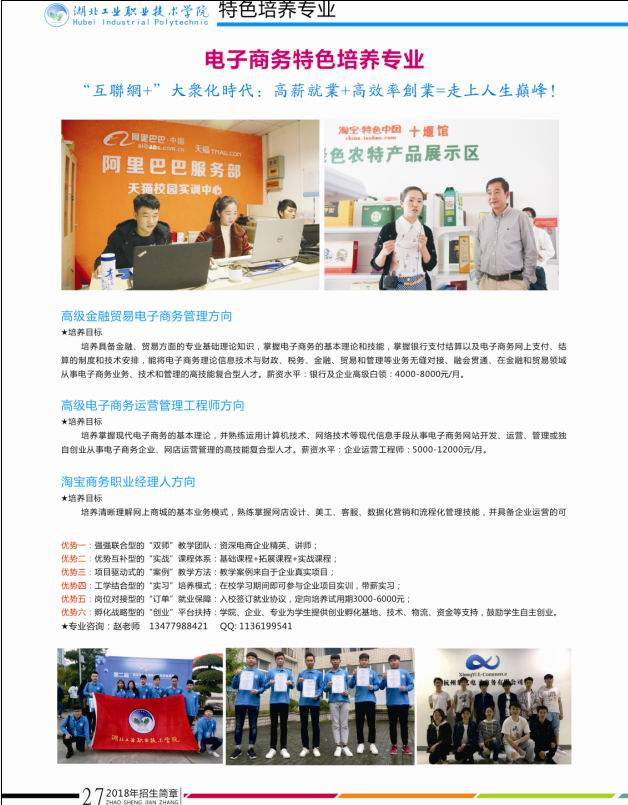 湖北工业职业技术学院
Hubei Industrial Polytechnic
特色培养专业
电子商务特色培养专业
“互聯網+”大衆化時代：高薪就業+高效率創業=走上人生巔峰！
阿里巴巴·中国
天猫TMALL.COM
阿里巴巴服务部
天猫校园实训中心
淘宝·特色中国 十堰馆
china.taobao.com
绿色农特产品展示区
高级金融贸易电子商务管理方向
★培养目标
培养具备金融、贸易方面的专业基础理论知识，掌握电子商务的基本理论和技能，掌握银行支付结算以及电子商务网上支付、结
算的制度和技术安排，能将电子商务理论信息技术与财政、税务、金融、贸易和管理等业务无缝对接、融会贯通、在金融和贸易领域
从事电子商务业务、技术和管理的高技能复合型人才。薪资水平：银行及企业高级白领：4000-8000元/月。
高级电子商务运营管理工程师方向
★培养目标
培养掌握现代电子商务的基本理论，并熟练运用计算机技术、网络技术等现代信息手段从事电子商务网站开发、运营、管理或独
自创业从事电子商务企业、网店运营管理的高技能复合型人才。薪资水平：企业运营工程师：5000-12000元/月。
淘宝商务职业经理人方向
★培养目标
培养清晰理解网上商城的基本业务模式，熟练掌握网店设计、美工、客服、数据化营销和流程化管理技能，并具备企业运营的可
优势一：强强联合型的“双师”教学团队：资深电商企业精英、讲师；
优势二：优势互补型的“实战”课程体系：基础课程+拓展课程+实战课程；
优势三：项目驱动式的“案例”教学方法：教学案例来自于企业真实项目；
优势四：工学结合型的“实习”培养模式：在校学习期间即可参与企业项目实训，带薪实习；
优势五：岗位对接型的“订单”就业保障：入校签订就业协议，定向培养试用期3000-6000元；
优势六：孵化战略型的“创业”平台扶持：学院、企业、专业为学生提供创业孵化基地、技术、物流、资金等支持，鼓励学生自主创业。
★专业咨询：赵老师 13477988421 QQ: 1136199541
第二届
湖北工业职业技术学院
E-Commerce
电子商务有限公司
27
2018年招生简章
ZHAO SHENG JIAN ZHANG